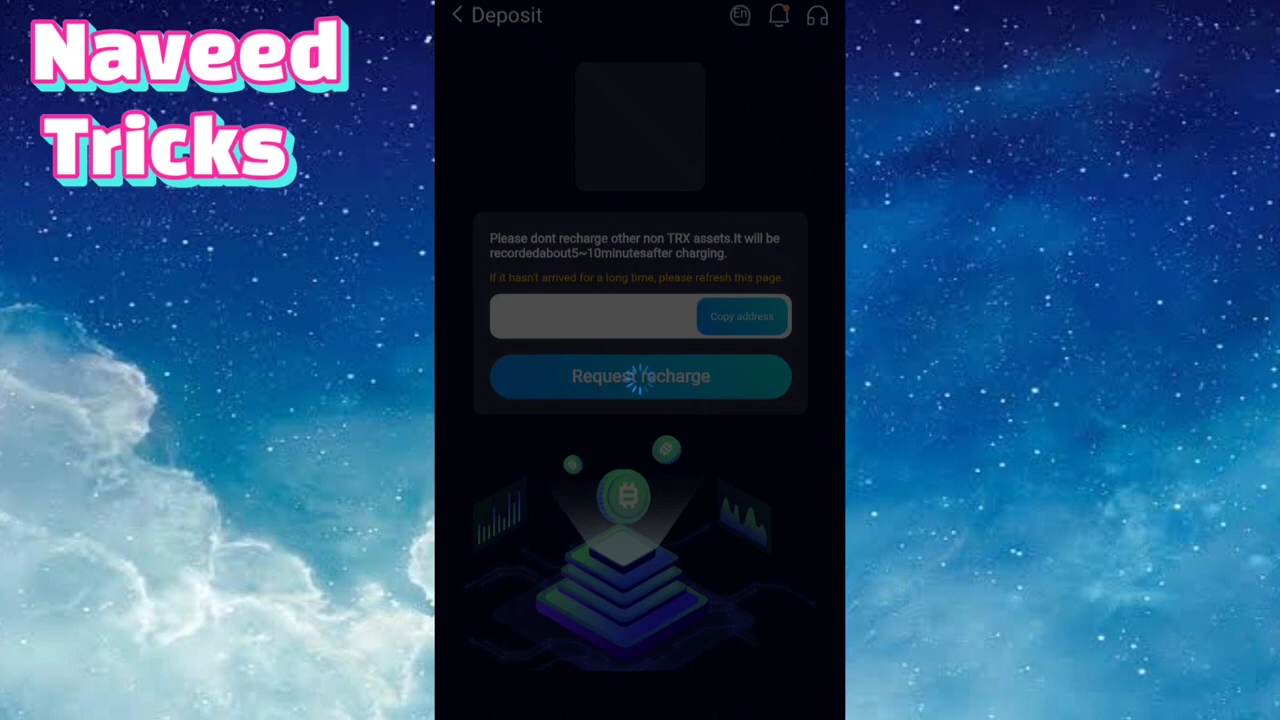 Naveed
Tricks
Deposit
En
Please dont recharge other non TRX assets.It will be
recordedabout5~10minutesafter charging.
If it hasn't arrived for a long time, please refresh this page.
Copy address
Request recharge